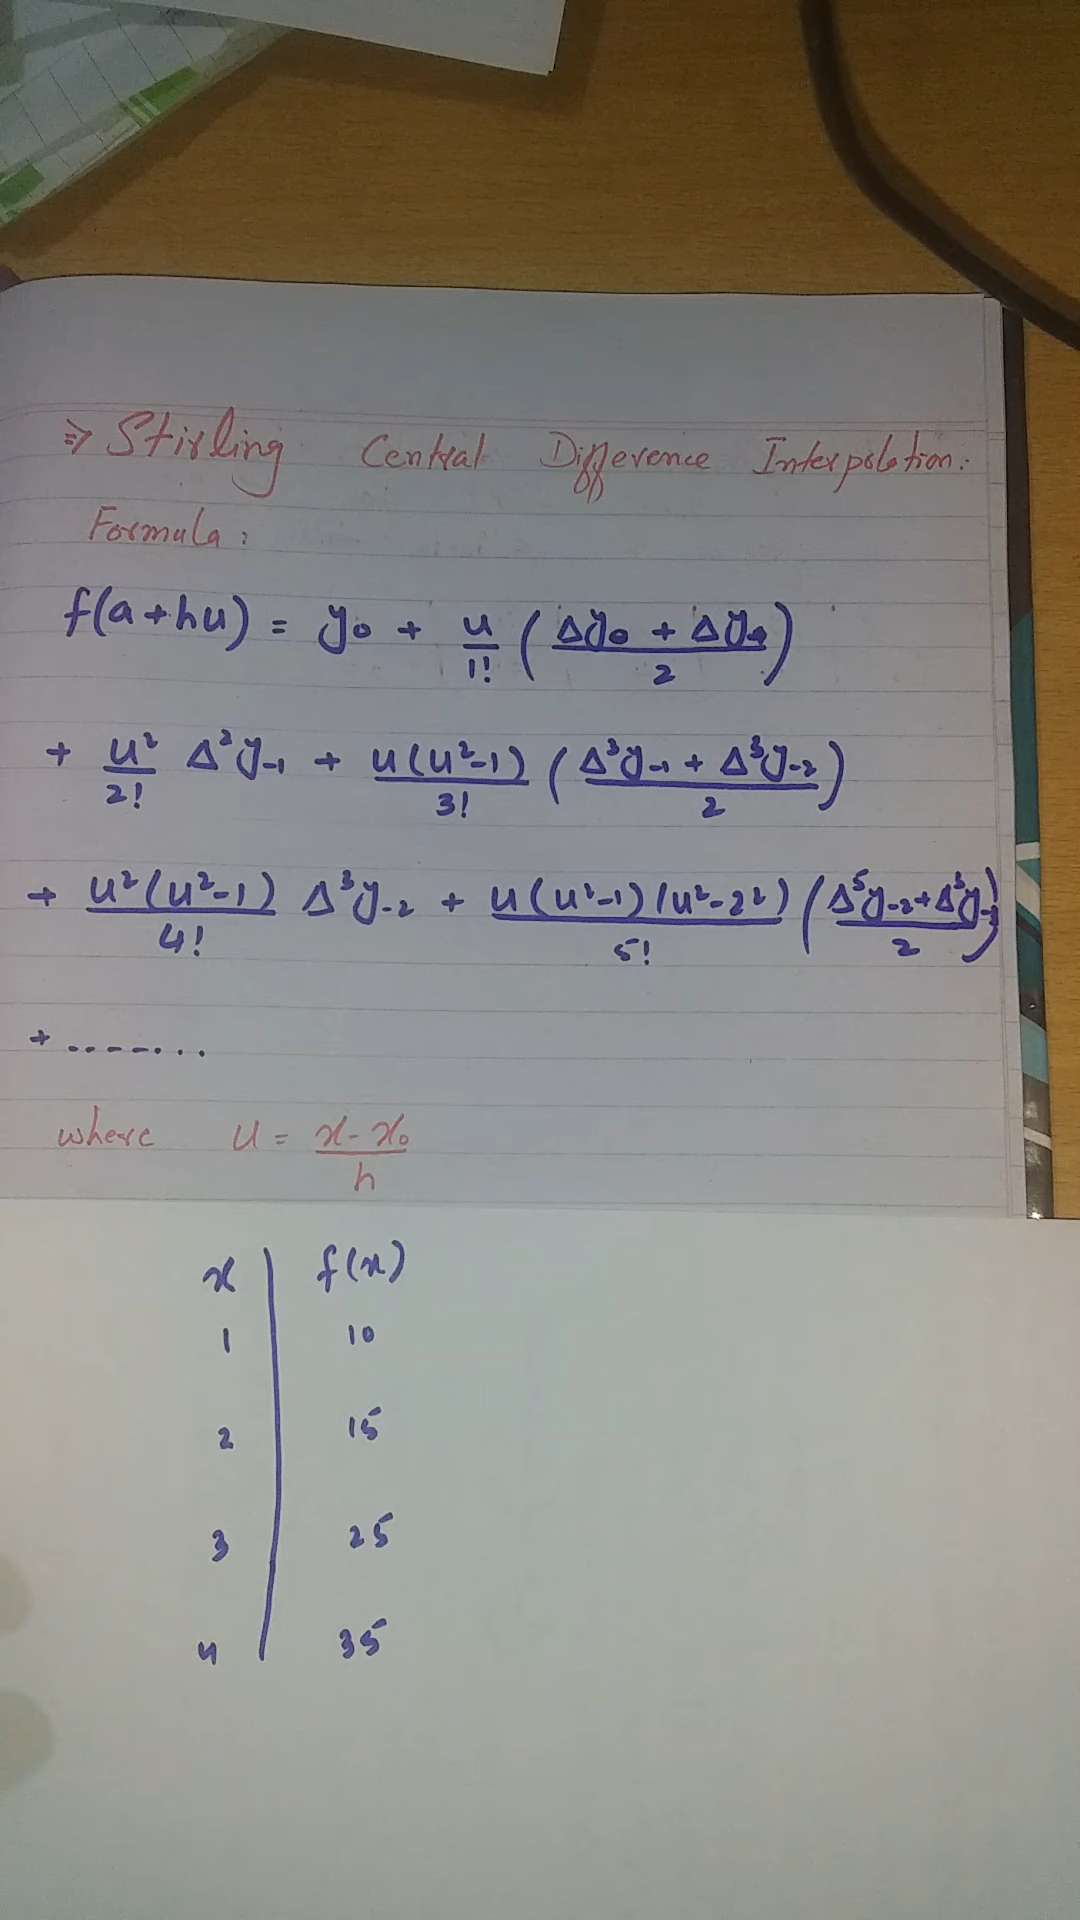 ⇒ Stirling Central Difference Interpolation.
Formula:
f(a+hu) = y₀ + u/1! ( (Δy₀ + Δy₋₁)/2 )
+ u²/2! Δ²y₋₁ + u(u²-1)/3! ( (Δ³y₋₁ + Δ³y₋₂)/2 )
+ u²(u²-1)/4! Δ³y₋₂ + u(u²-1)(u²-2²)/5! ( (Δ⁵y₋₂ + Δ⁵y₋₃)/2 )
+ .......
where u = (x-x₀)/h
x | f(x)
1 | 10
2 | 15
3 | 25
4 | 35